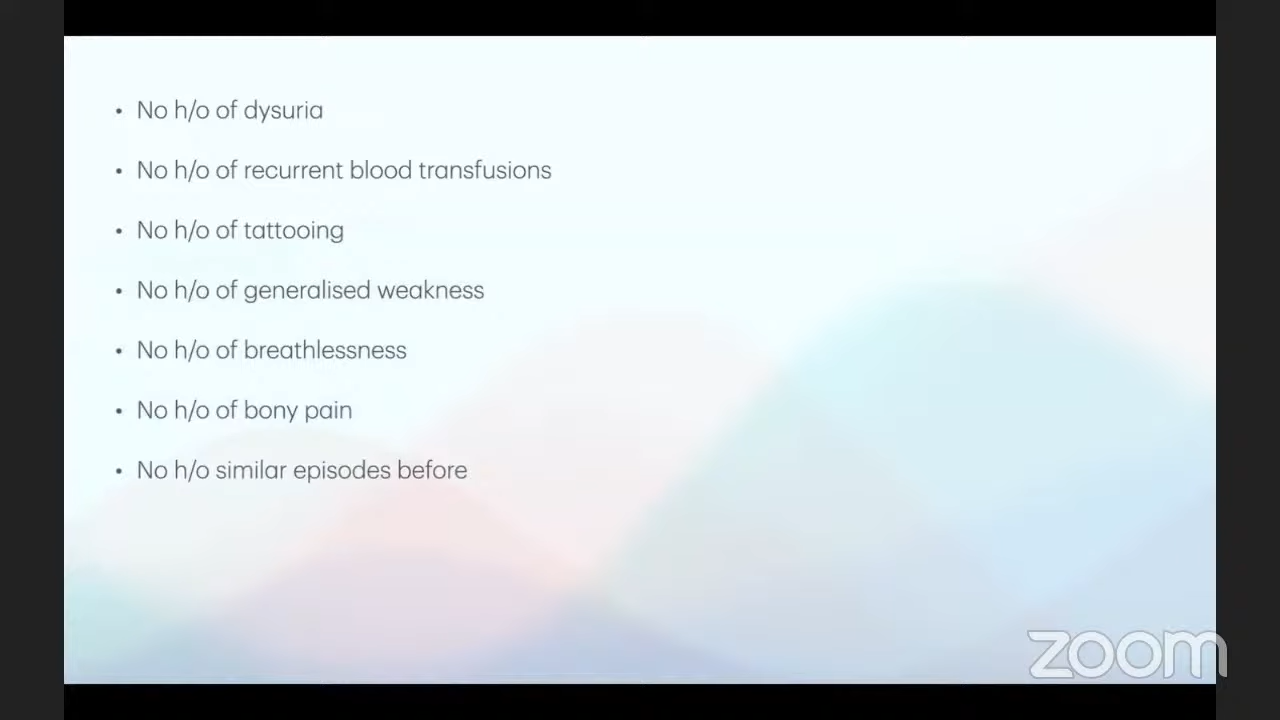 • No h/o of dysuria
• No h/o of recurrent blood transfusions
• No h/o of tattooing
• No h/o of generalised weakness
• No h/o of breathlessness
• No h/o of bony pain
• No h/o similar episodes before
zoom